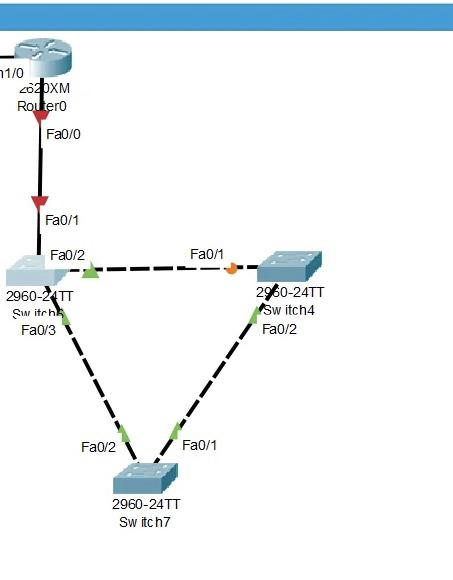 n1/0
2620XM
Router0
Fa0/0
Fa0/1
Fa0/2
Fa0/1
2960-24TT
2960-24TT
Switch4
Fa0/3
Fa0/2
Fa0/2
Fa0/1
2960-24TT
Switch7